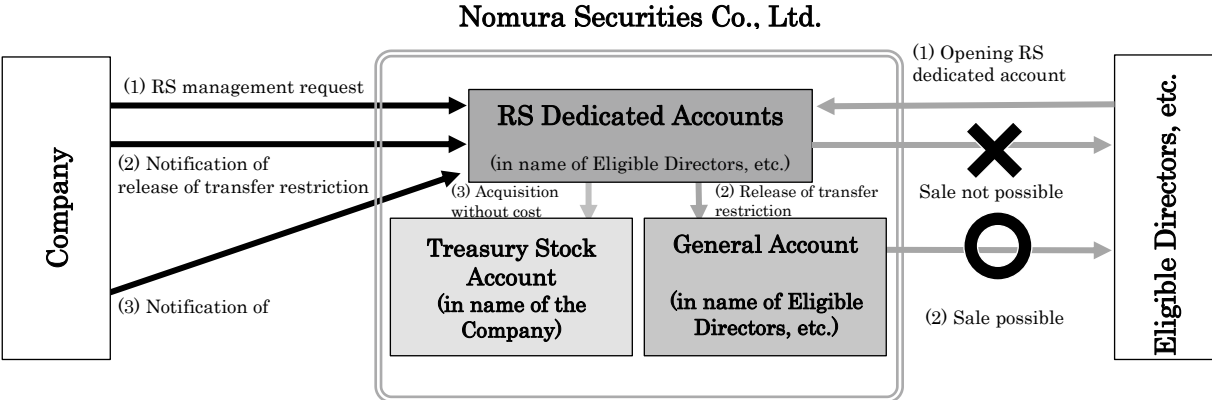 Nomura Securities Co., Ltd.
Company
(1) RS management request
(2) Notification of
release of transfer restriction
(3) Notification of
RS Dedicated Accounts
(in name of Eligible Directors, etc.)
(3) Acquisition
without cost
(2) Release of transfer
restriction
Treasury Stock
Account
(in name of the
Company)
General Account
(in name of Eligible
Directors, etc.)
(1) Opening RS
dedicated account
Sale not possible
(2) Sale possible
Eligible Directors, etc.